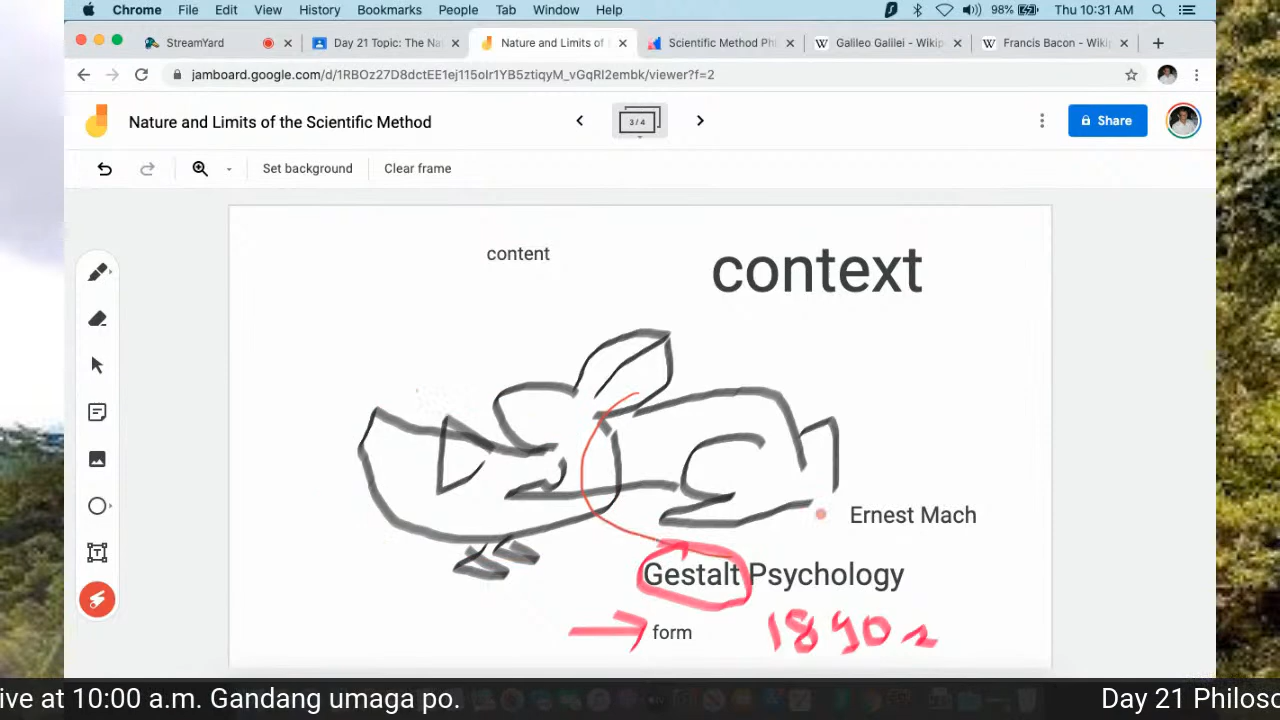 Chrome File Edit View History Bookmarks People Tab Window Help 98% Thu 10:31 AM
StreamYard Day 21 Topic: The Na Nature and Limits of Scientific Method Phi Galileo Galilei - Wikip Francis Bacon - Wiki
jamboard.google.com/d/1RBOz27D8dctEE1ej115oIr1YB5ztiqyM_vGqRI2embk/viewer?f=2
Nature and Limits of the Scientific Method 3/4 Share
Set background Clear frame
content
context
Ernest Mach
Gestalt Psychology
form 1890s
ive at 10:00 a.m. Gandang umaga po. Day 21 Philoso